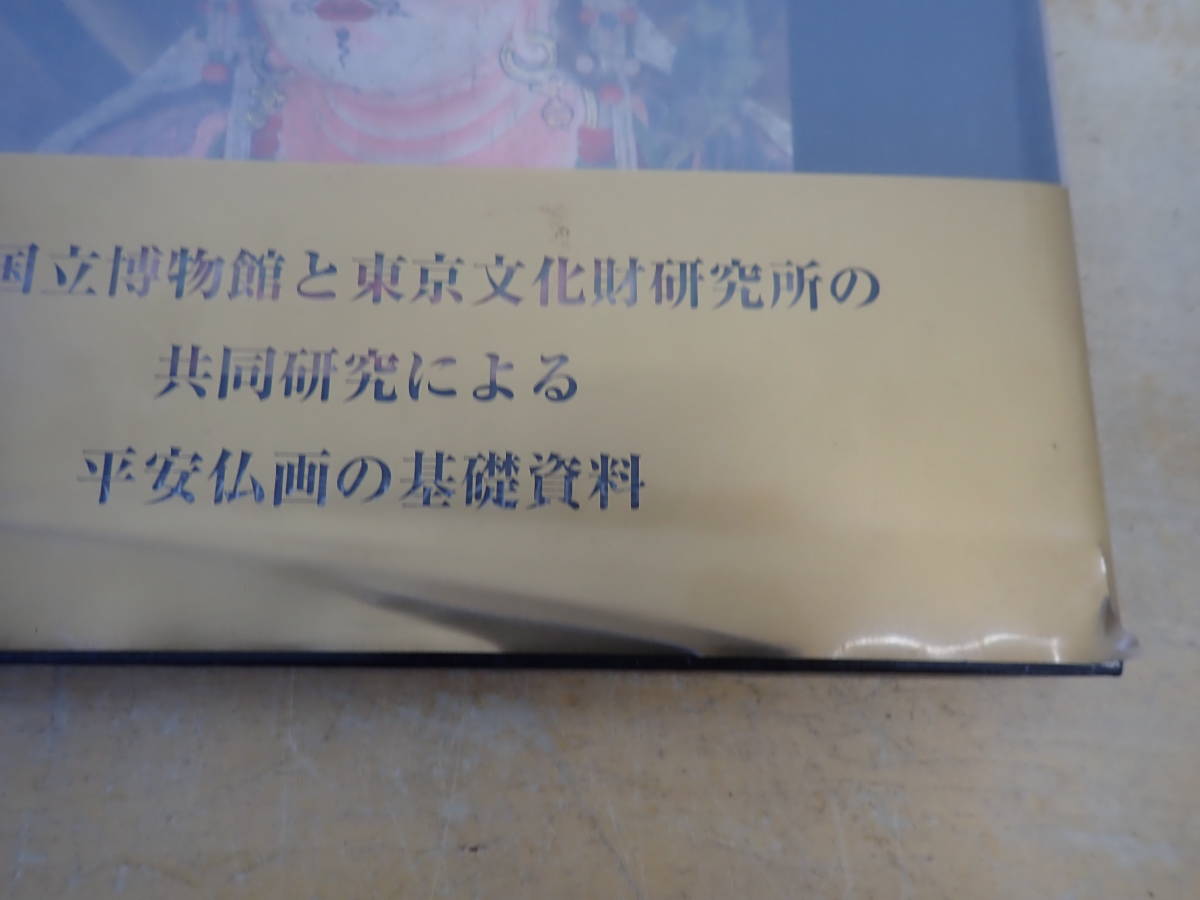 国立博物館と東京文化財研究所の
共同研究による
平安仏画の基礎資料